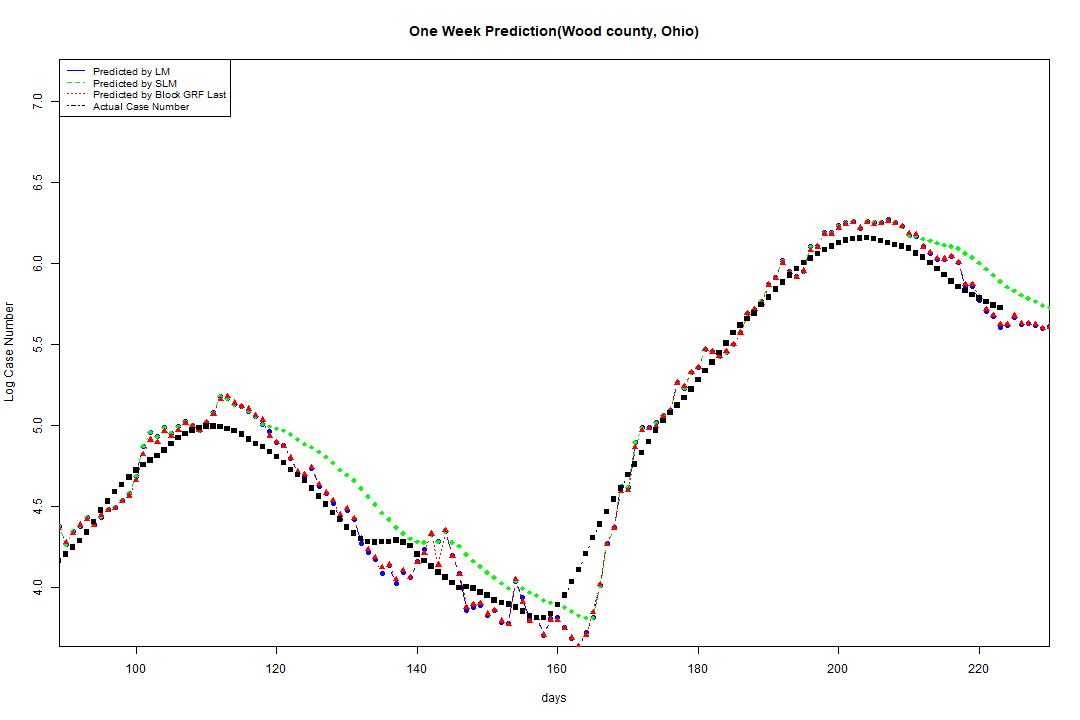 One Week Prediction(Wood county, Ohio)
Predicted by LM
Predicted by SLM
Predicted by Block GRF Last
Actual Case Number
7.0
6.5
6.0
5.5
5.0
4.5
4.0
Log Case Number
100 120 140 160 180 200 220
days